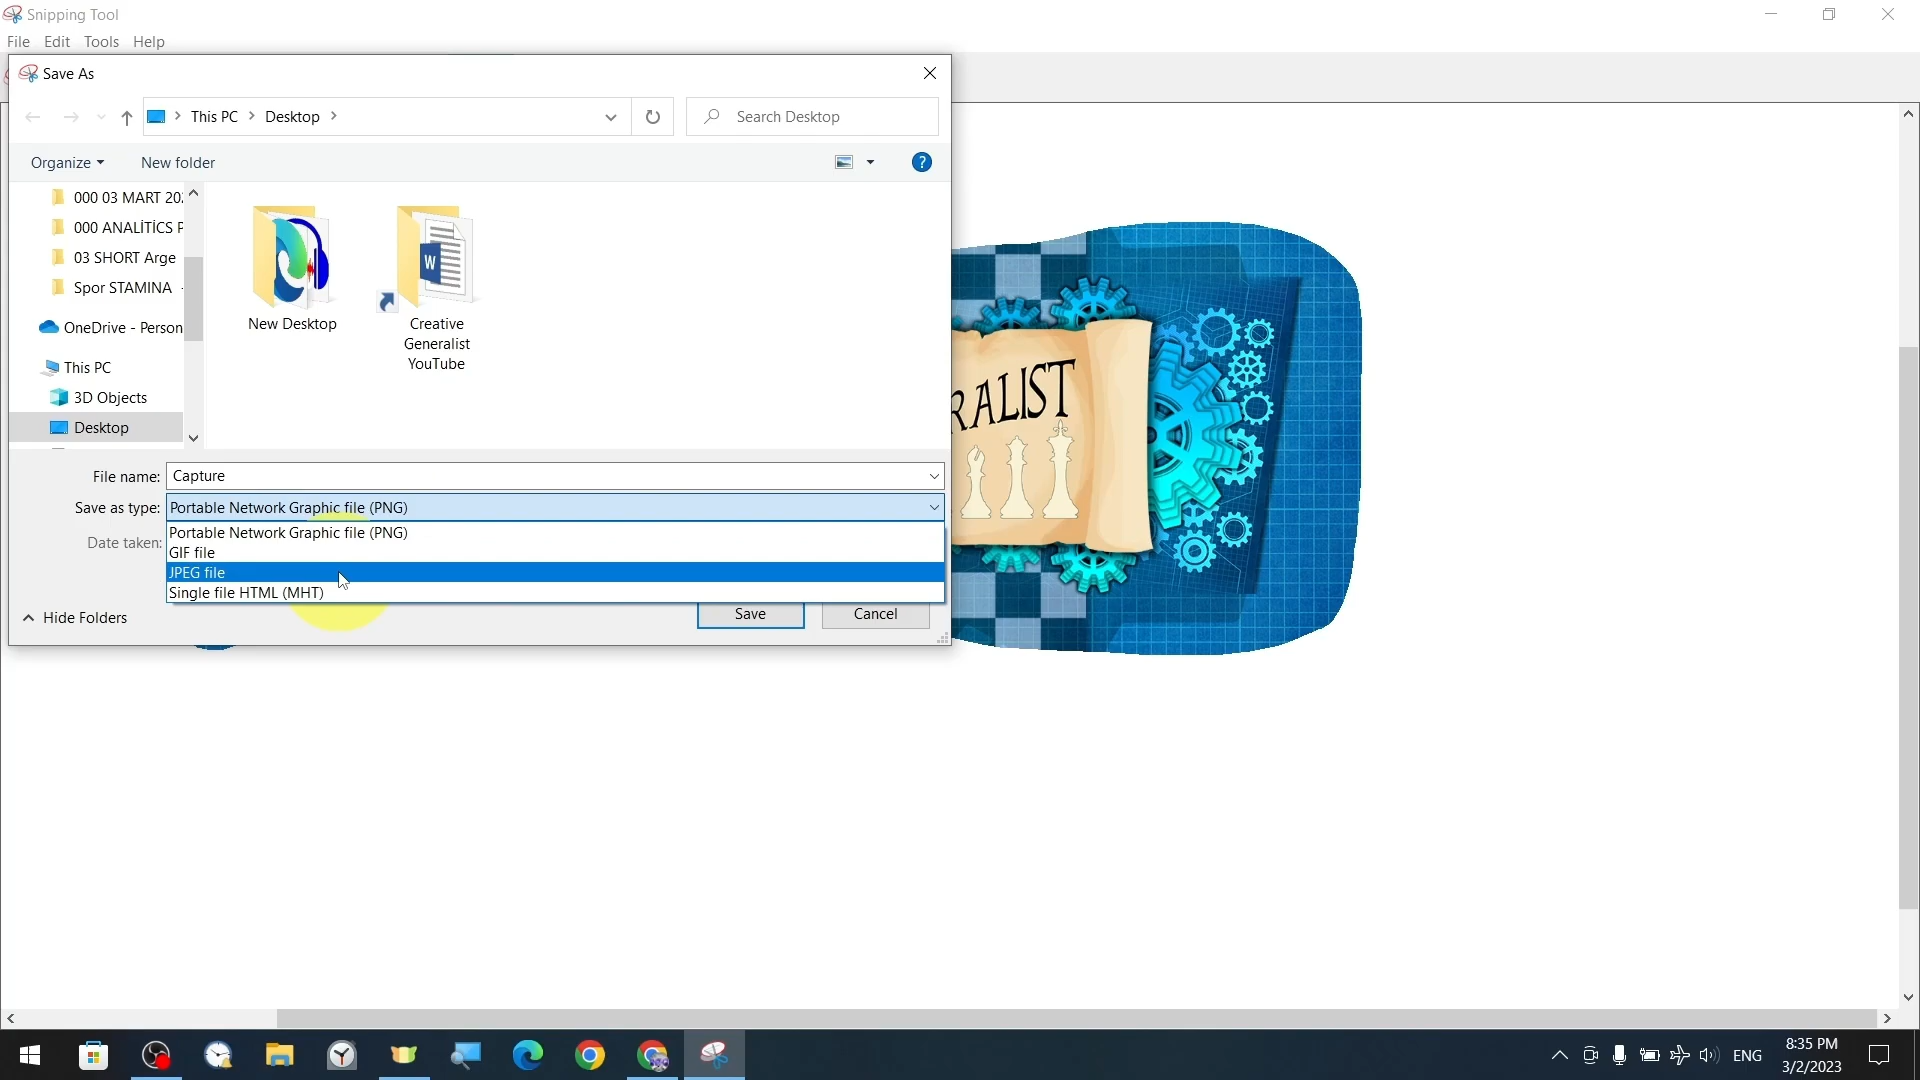 Snipping Tool
File Edit Tools Help
Save As
This PC Desktop
Search Desktop
Organize New folder
?
000 03 MART 20
000 ANALİTİCS P
03 SHORT Arge
Spor STAMINA
OneDrive - Person
This PC
3D Objects
Desktop
W
New Desktop
Creative
Generalist
YouTube
RALIST
File name: Capture
Save as type: Portable Network Graphic file (PNG)
Date taken:
Portable Network Graphic file (PNG)
GIF file
JPEG file
Single file HTML (MHT)
Hide Folders
Save Cancel
ENG
8:35 PM
3/2/2023